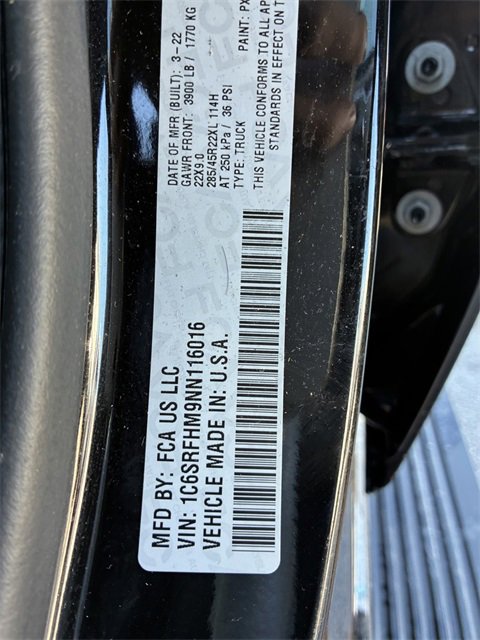 MFD BY: FCA US LLC
DATE OF MFR (BUILT): 3-22
GAWR FRONT: 3900 LB / 1770 KG
22X9.0
285/45R22XL 114H
AT 250 kPa / 36 PSI
TYPE: TRUCK
PAINT: PX
THIS VEHICLE CONFORMS TO ALL AP
STANDARDS IN EFFECT ON T
VIN: 1C6SRFHM9NN116016
VEHICLE MADE IN: U.S.A.